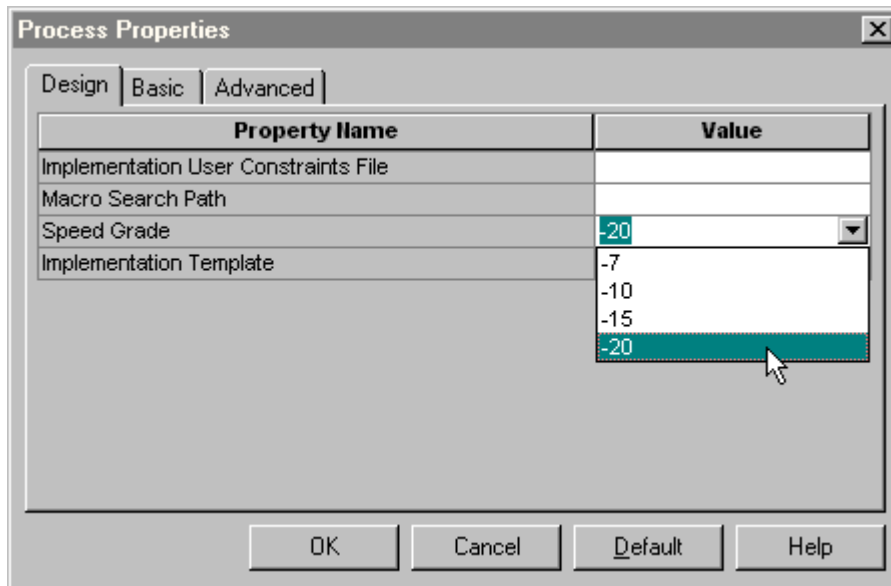 Process Properties
Design Basic Advanced
Property Name Value
Implementation User Constraints File
Macro Search Path
Speed Grade -20
Implementation Template
-7
-10
-15
-20
OK Cancel Default Help